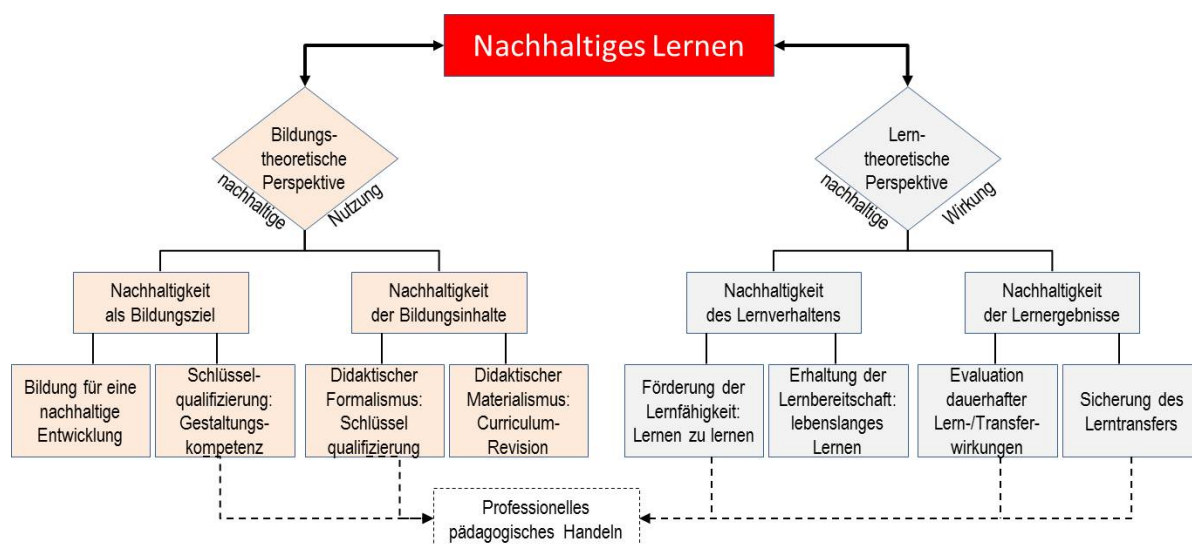 Nachhaltiges Lernen
Bildungs-
theoretische
Perspektive
nachhaltige
Nutzung
Lern-
theoretische
Perspektive
nachhaltige
Wirkung
Nachhaltigkeit
als Bildungsziel
Nachhaltigkeit
der Bildungsinhalte
Nachhaltigkeit
des Lernverhaltens
Nachhaltigkeit
der Lernergebnisse
Bildung für eine
nachhaltige
Entwicklung
Schlüssel-
qualifizierung:
Gestaltungs-
kompetenz
Didaktischer
Formalismus:
Schlüssel
qualifizierung
Didaktischer
Materialismus:
Curriculum-
Revision
Förderung der
Lernfähigkeit:
Lernen zu lernen
Erhaltung der
Lernbereitschaft:
lebenslanges
Lernen
Evaluation
dauerhafter
Lern-/Transfer-
wirkungen
Sicherung des
Lerntransfers
Professionelles
pädagogisches Handeln